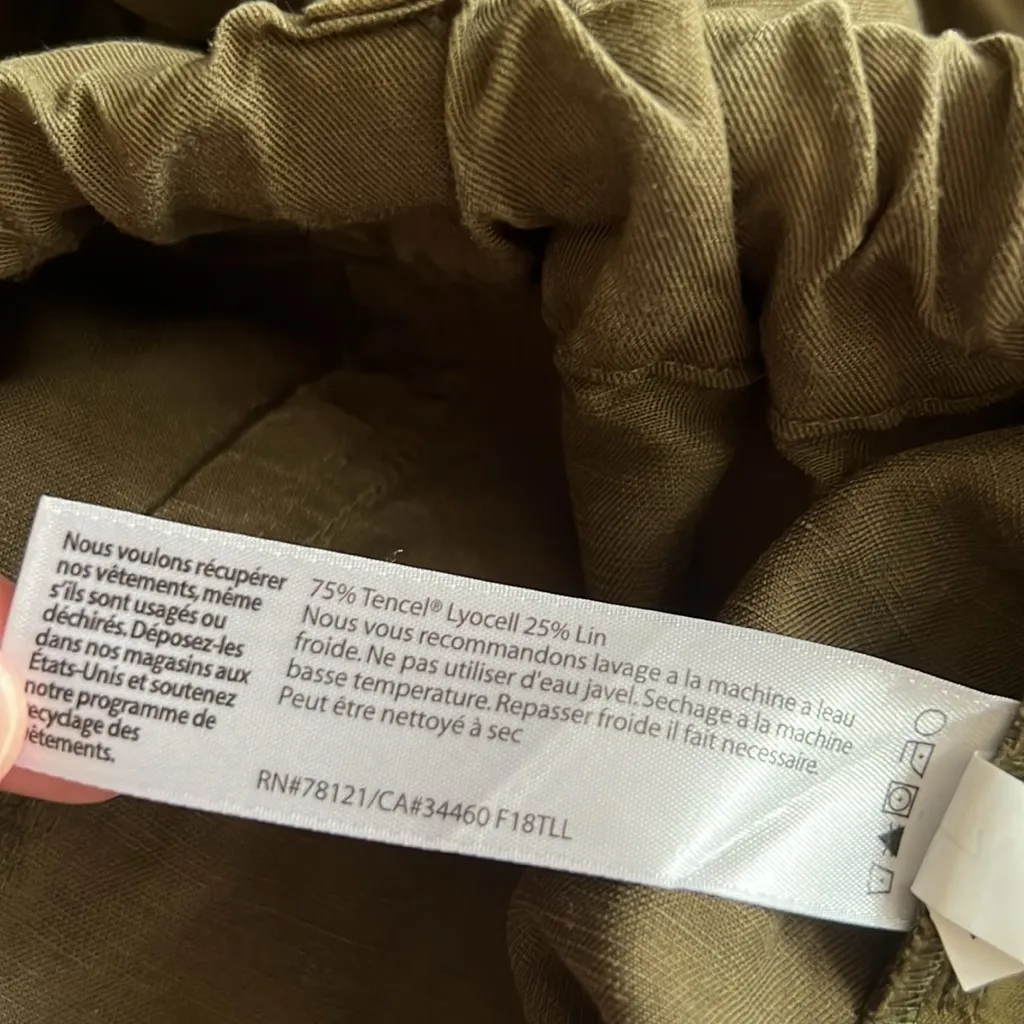 Nous voulons récupérer
nos vêtements, même
s'ils sont usagés ou
déchirés. Déposez-les
dans nos magasins aux
États-Unis et soutenez
notre programme de
recyclage des
vêtements.
75% Tencel® Lyocell 25% Lin
Nous vous recommandons lavage a la machine a leau
froide. Ne pas utiliser d'eau javel. Sechage a la machine
basse temperature. Repasser froide il fait necessaire.
Peut être nettoyé à sec
RN#78121/CA#34460 F18TLL